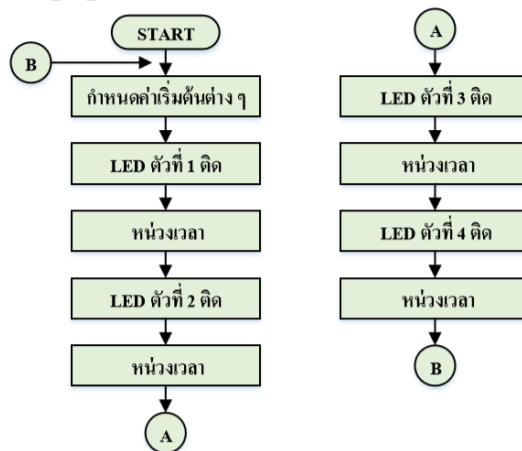 START
B
กำหนดค่าเริ่มต้นต่าง ๆ
LED ตัวที่ 1 ติด
หน่วงเวลา
LED ตัวที่ 2 ติด
หน่วงเวลา
A
A
LED ตัวที่ 3 ติด
หน่วงเวลา
LED ตัวที่ 4 ติด
หน่วงเวลา
B